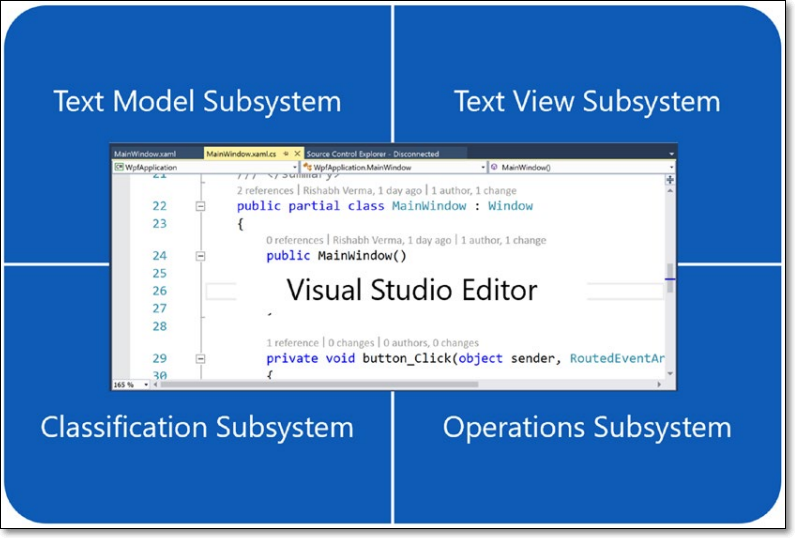 Text Model Subsystem
Text View Subsystem
MainWindow.xaml
MainWindow.xaml.cs
Source Control Explorer - Disconnected
WpfApplication
WpfApplication.MainWindow
MainWindow()
21 /// </summary>
2 references | Rishabh Verma, 1 day ago | 1 author, 1 change
22 public partial class MainWindow : Window
23 {
0 references | Rishabh Verma, 1 day ago | 1 author, 1 change
24 public MainWindow()
25
Visual Studio Editor
26
27
28
1 reference | 0 changes | 0 authors, 0 changes
29 private void button_Click(object sender, RoutedEventAr
30 {
165 %
Classification Subsystem
Operations Subsystem